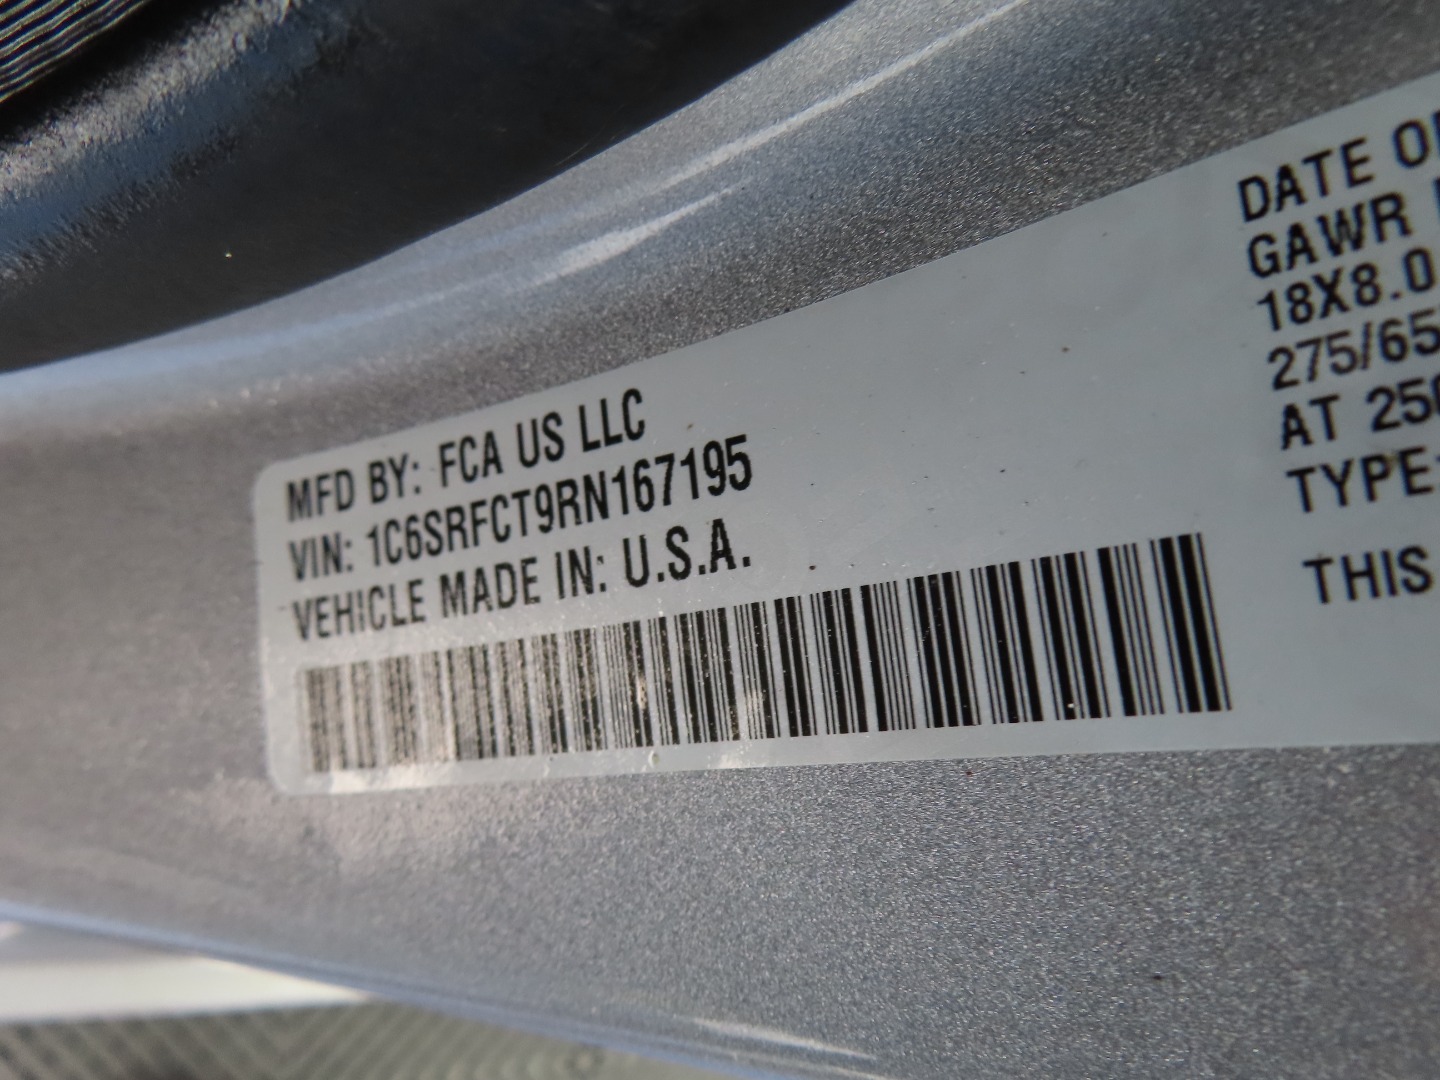 MFD BY: FCA US LLC
VIN: 1C6SRFCT9RN167195
VEHICLE MADE IN: U.S.A.
DATE
GAWR
18X8.0
275/65
AT 250
TYPE
THIS